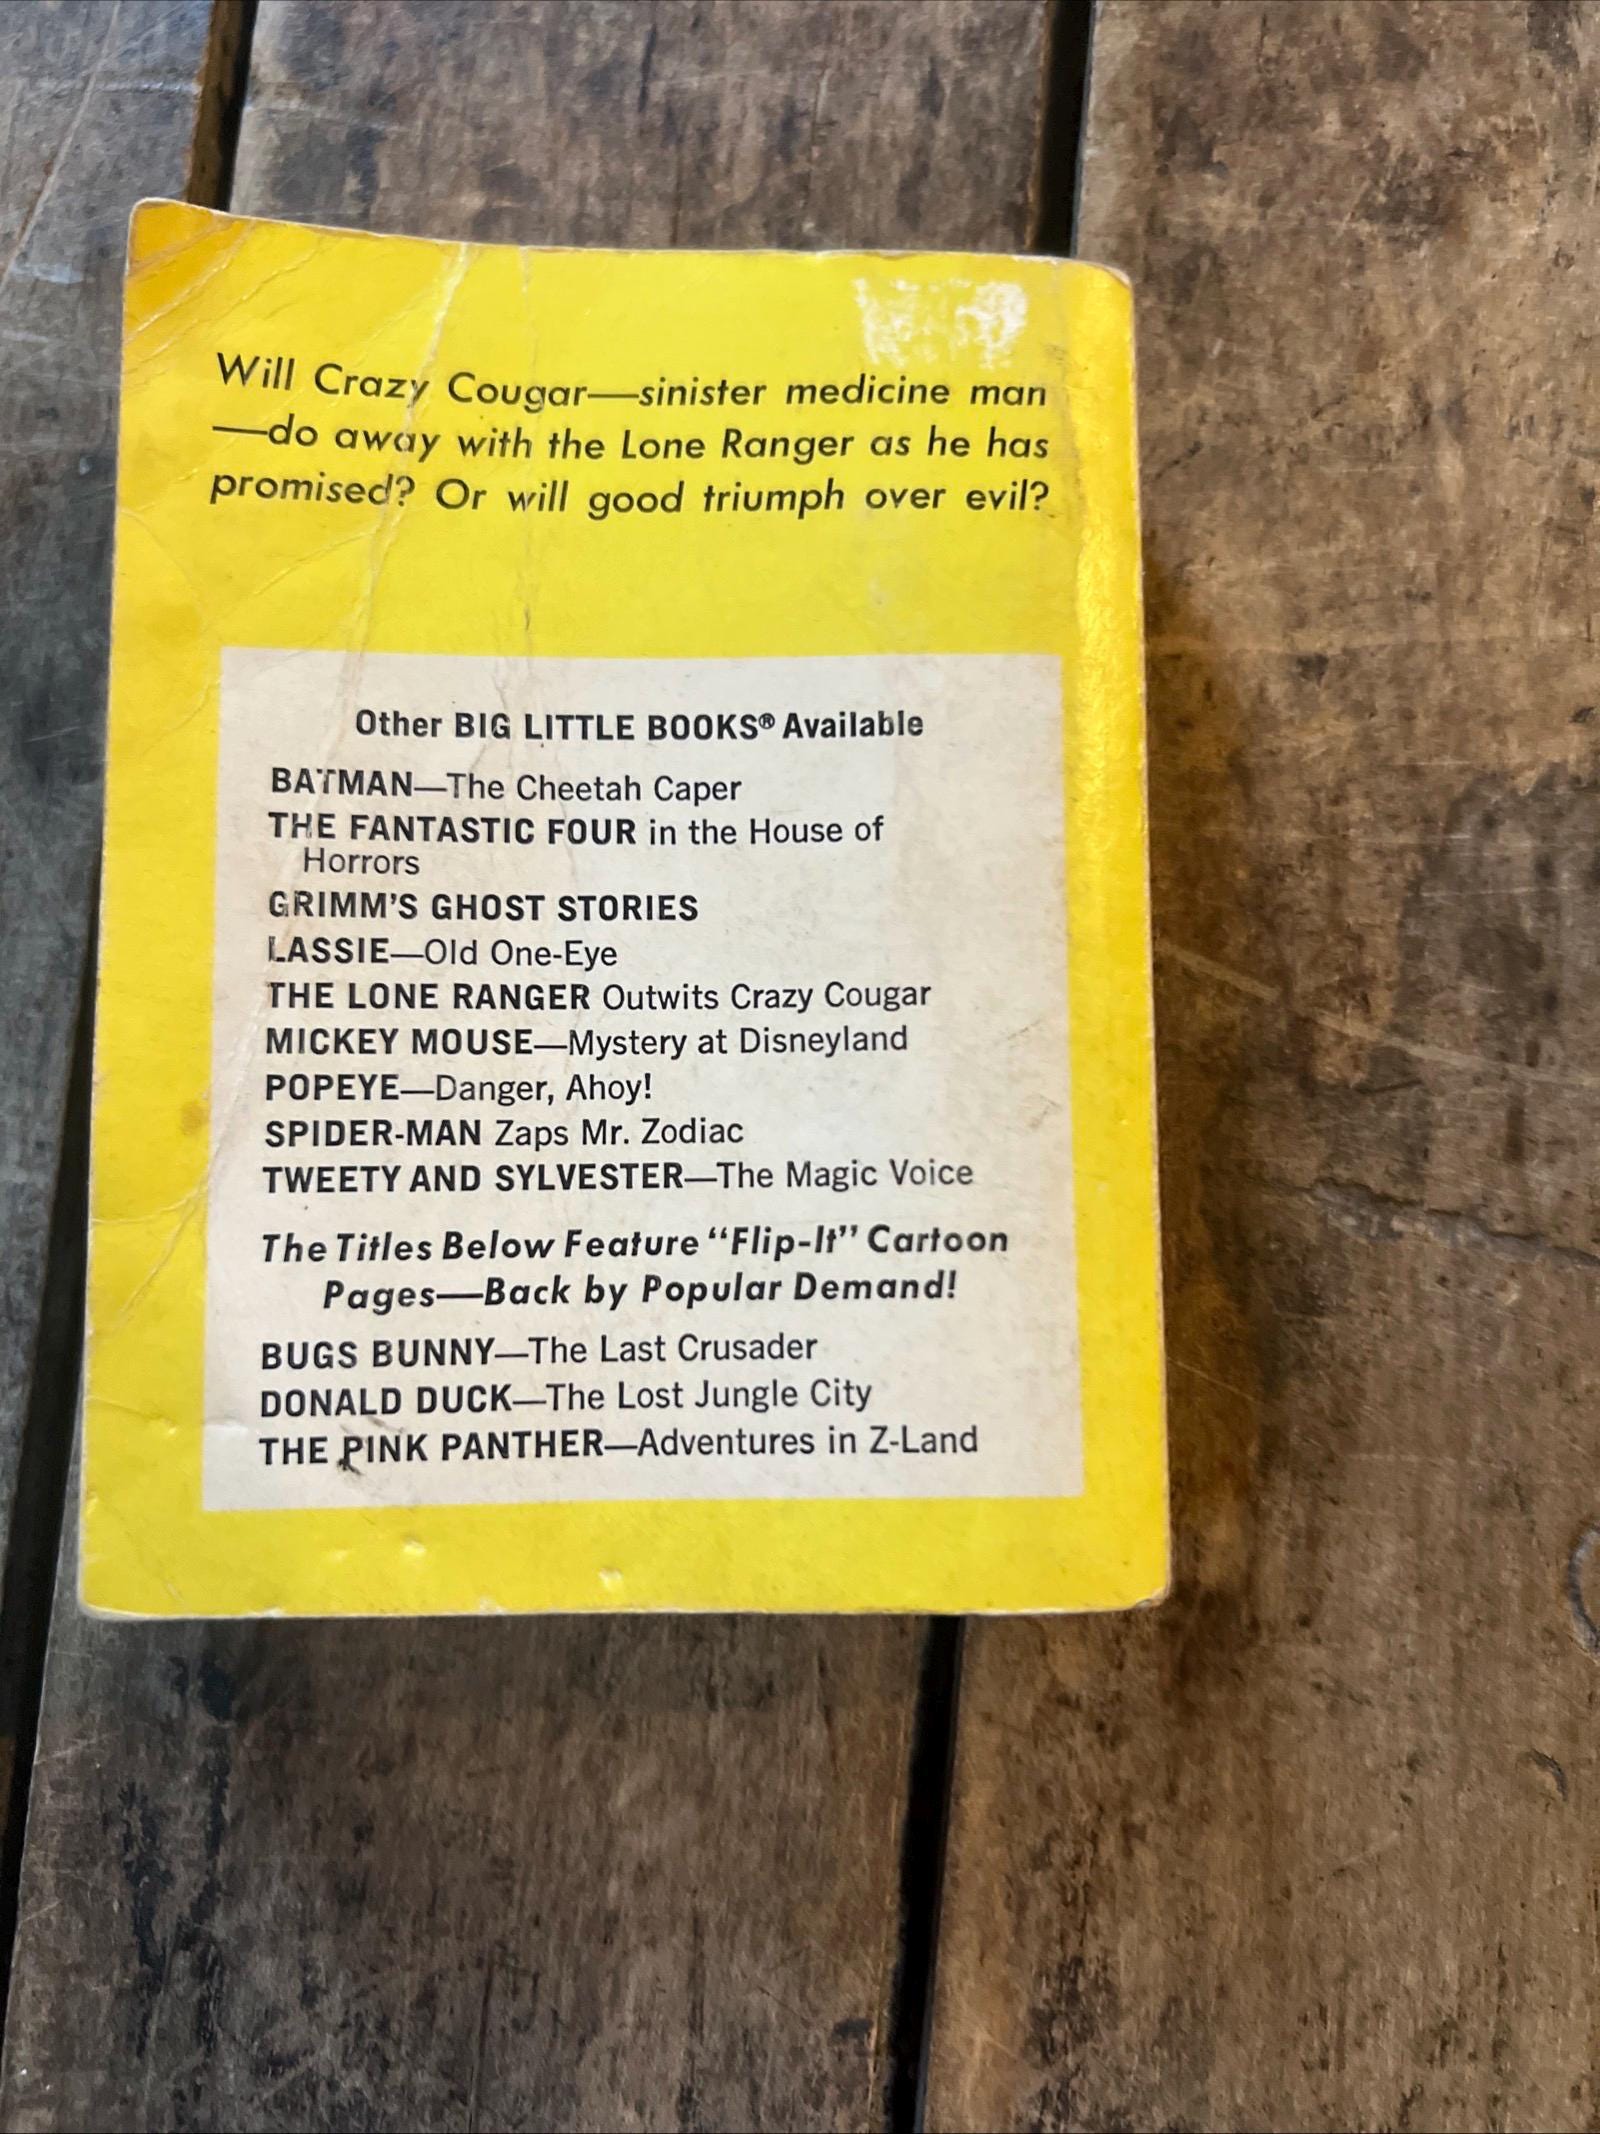 Will Crazy Cougar—sinister medicine man
—do away with the Lone Ranger as he has
promised? Or will good triumph over evil?
Other BIG LITTLE BOOKS® Available
BATMAN—The Cheetah Caper
THE FANTASTIC FOUR in the House of
Horrors
GRIMM'S GHOST STORIES
LASSIE—Old One-Eye
THE LONE RANGER Outwits Crazy Cougar
MICKEY MOUSE—Mystery at Disneyland
POPEYE—Danger, Ahoy!
SPIDER-MAN Zaps Mr. Zodiac
TWEETY AND SYLVESTER—The Magic Voice
The Titles Below Feature "Flip-It" Cartoon
Pages—Back by Popular Demand!
BUGS BUNNY—The Last Crusader
DONALD DUCK—The Lost Jungle City
THE PINK PANTHER—Adventures in Z-Land